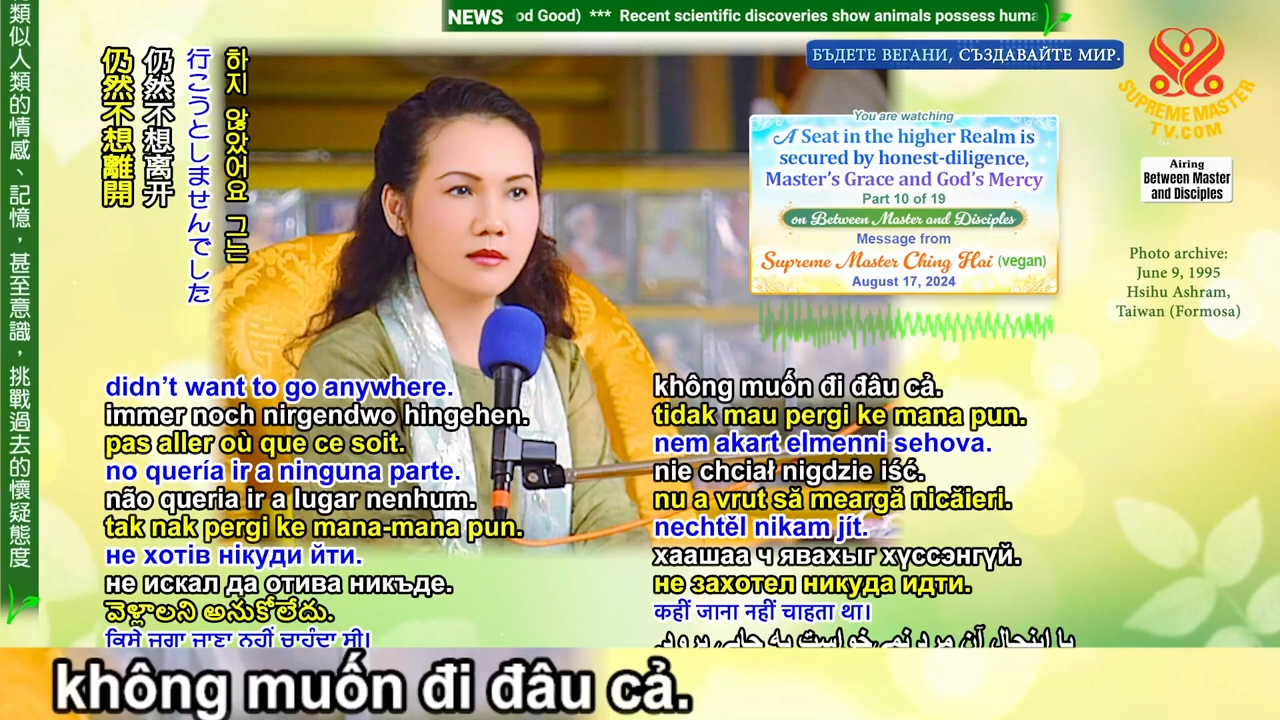 NEWS od Good) *** Recent scientific discoveries show animals possess huma
БЪДЕТЕ ВЕГАНИ, СЪЗДАВАЙТЕ МИР.
SUPREME MASTER
TV.COM
Airing
Between Master
and Disciples
You are watching
A Seat in the higher Realm is
secured by honest-diligence,
Master's Grace and God's Mercy
Part 10 of 19
on Between Master and Disciples
Message from
Supreme Master Ching Hai (vegan)
August 17, 2024
Photo archive:
June 9, 1995
Hsihu Ashram,
Taiwan (Formosa)
類似人類的情感、記憶，甚至意識，挑戰過去的懷疑態度
하지 않았어요 그는
行こうとしませんでした
仍然不想离开
仍然不想離開
didn't want to go anywhere.
immer noch nirgendwo hingehen.
pas aller où que ce soit.
no quería ir a ninguna parte.
não queria ir a lugar nenhum.
tak nak pergi ke mana-mana pun.
не хотів нікуди йти.
не искал да отива никъде.
వెళ్లాలని అనుకోలేదు.
ਕਿਸੇ ਜਗਾ ਜਾਣਾ ਨਹੀਂ ਚਾਹੁੰਦਾ ਸੀ।
không muốn đi đâu cả.
tidak mau pergi ke mana pun.
nem akart elmenni sehova.
nie chciał nigdzie iść.
nu a vrut să meargă nicăieri.
nechtěl nikam jít.
хаашаа ч явахыг хүссэнгүй.
не захотел никуда идти.
कहीं जाना नहीं चाहता था।
không muốn đi đâu cả.